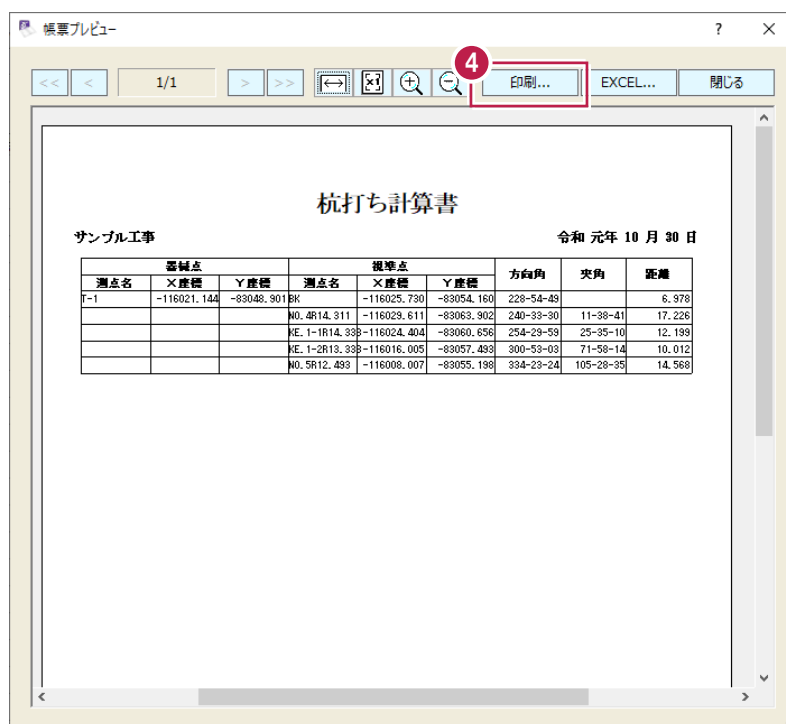 帳票プレビュー ? ×
<< < 1/1 > >> ×1 4 印刷... EXCEL... 閉じる
杭打ち計算書
サンプル工事 令和 元年 10 月 30 日
器械点 視準点 方向角 夾角 距離
測点名 X座標 Y座標 測点名 X座標 Y座標
T-1 -116021.144 -83048.901 BK -116025.730 -83054.160 228-54-49 6.978
NO.4R14.311 -116029.611 -83063.902 240-33-30 11-38-41 17.226
KE.1-1R14.333 -116024.404 -83060.656 254-29-59 25-35-10 12.199
KE.1-2R13.333 -116016.005 -83057.493 300-53-03 71-58-14 10.012
NO.5R12.493 -116008.007 -83055.198 334-23-24 105-28-35 14.568